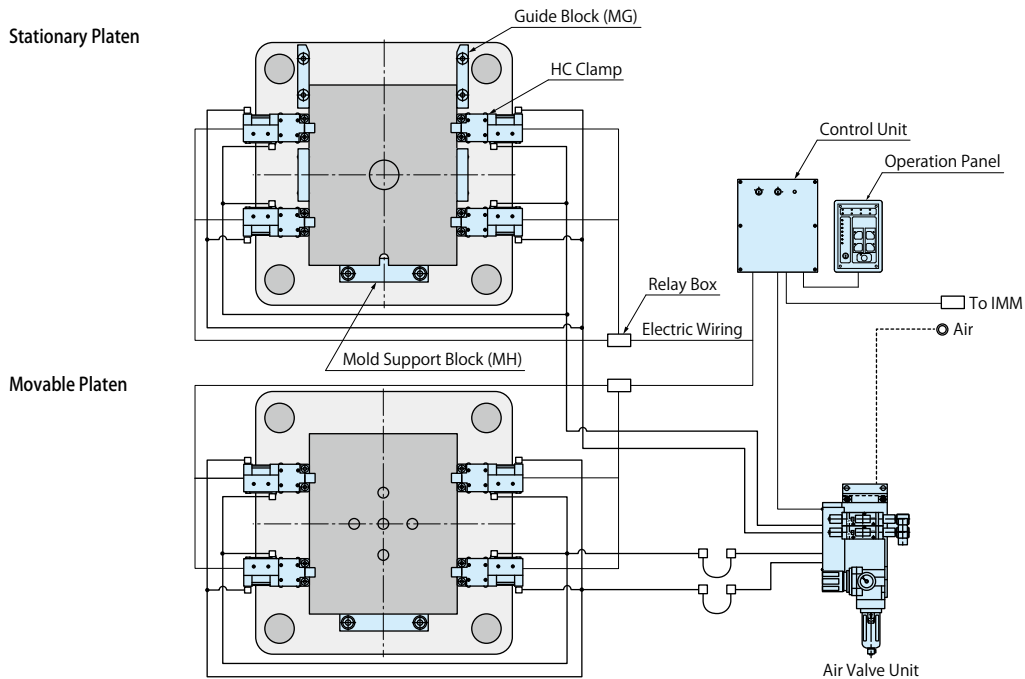 Guide Block (MG)
Stationary Platen
HC Clamp
Control Unit
Operation Panel
Relay Box
To IMM
Electric Wiring
Air
Mold Support Block (MH)
Movable Platen
Air Valve Unit